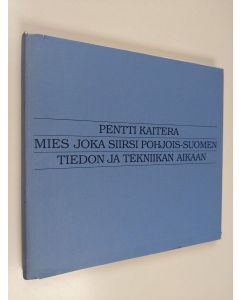 PENTTI KAITERA
MIES JOKA SIIRSI POHJOIS-SUOMEN
TIEDON JA TEKNIIKAN AIKAAN